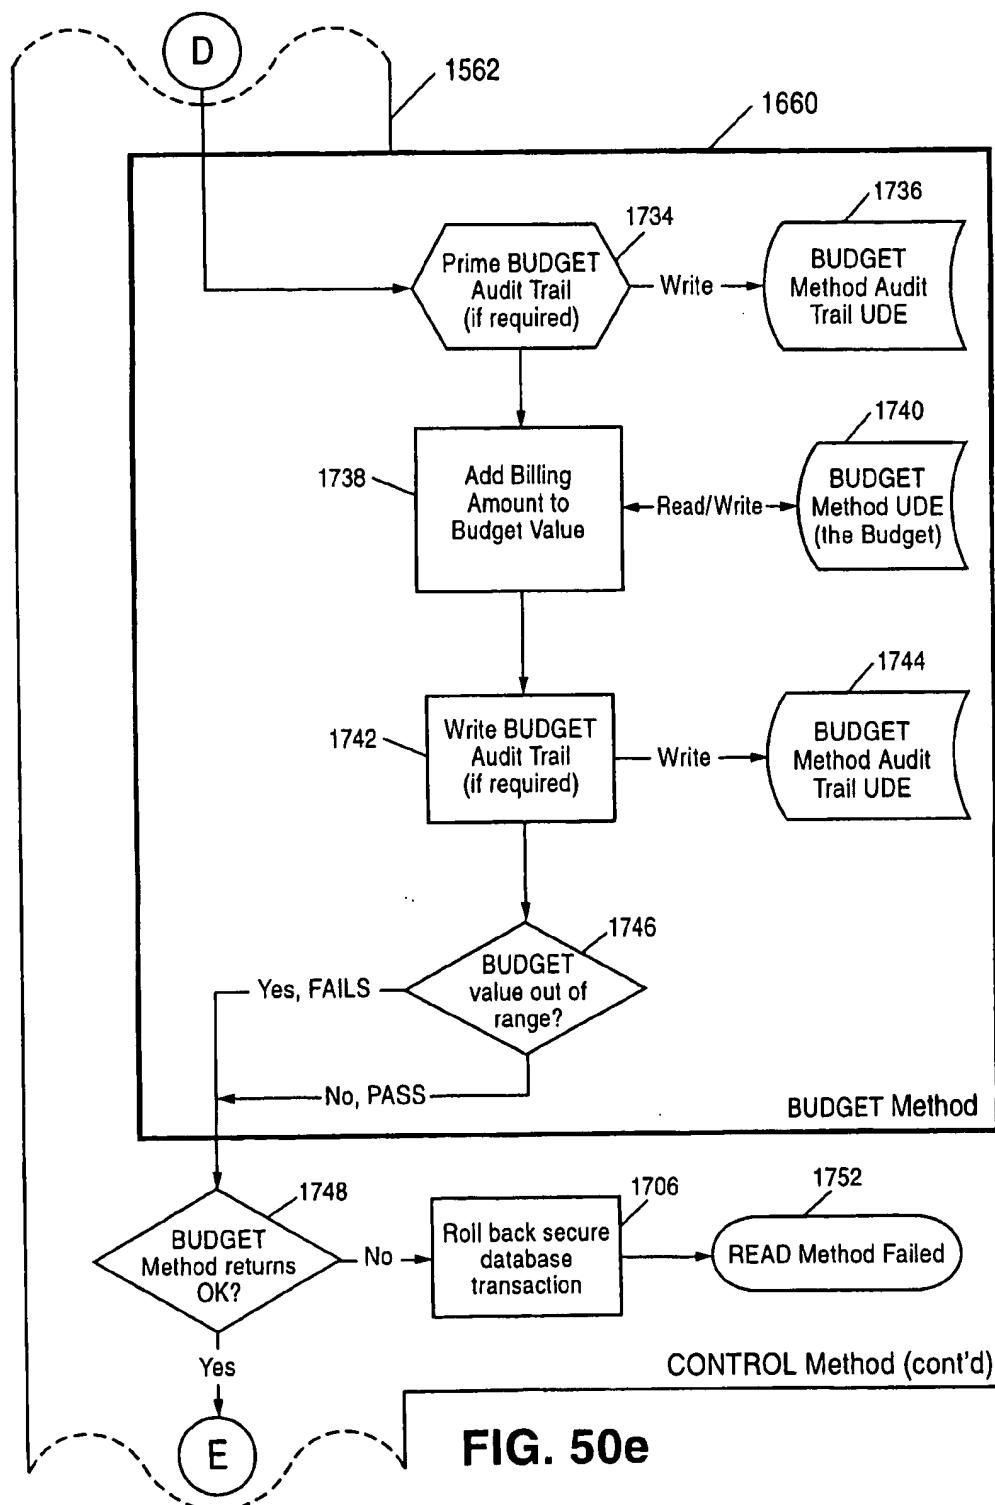 D
1562
1660
1734
Prime BUDGET
Audit Trail
(if required)
Write
1736
BUDGET
Method Audit
Trail UDE
1738
Add Billing
Amount to
Budget Value
Read/Write
1740
BUDGET
Method UDE
(the Budget)
1742
Write BUDGET
Audit Trail
(if required)
Write
1744
BUDGET
Method Audit
Trail UDE
1746
BUDGET
value out of
range?
Yes, FAILS
No, PASS
BUDGET Method
1748
BUDGET
Method returns
OK?
No
1706
Roll back secure
database
transaction
1752
READ Method Failed
Yes
CONTROL Method (cont'd)
E
FIG. 50e